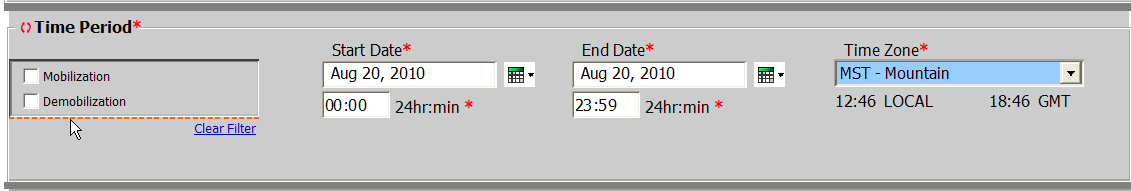 Time Period*
Start Date* End Date* Time Zone*
Mobilization Aug 20, 2010 Aug 20, 2010 MST - Mountain
Demobilization 00:00 24hr:min * 23:59 24hr:min * 12:46 LOCAL 18:46 GMT
Clear Filter